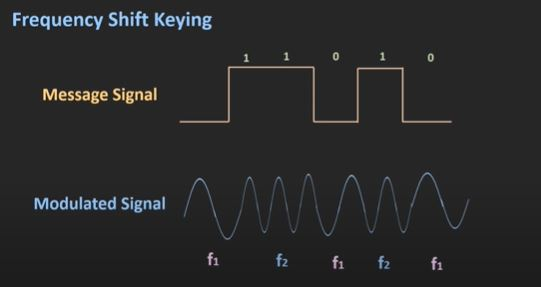 Frequency Shift Keying
1 1 0 1 0
Message Signal
Modulated Signal
f₁ f₂ f₁ f₂ f₁